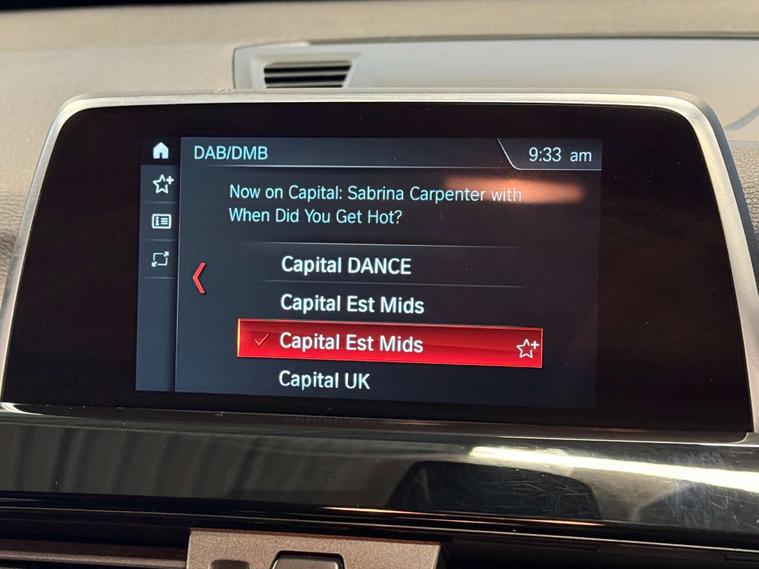 DAB/DMB
9:33 am
Now on Capital: Sabrina Carpenter with
When Did You Get Hot?
Capital DANCE
Capital Est Mids
Capital Est Mids
Capital UK